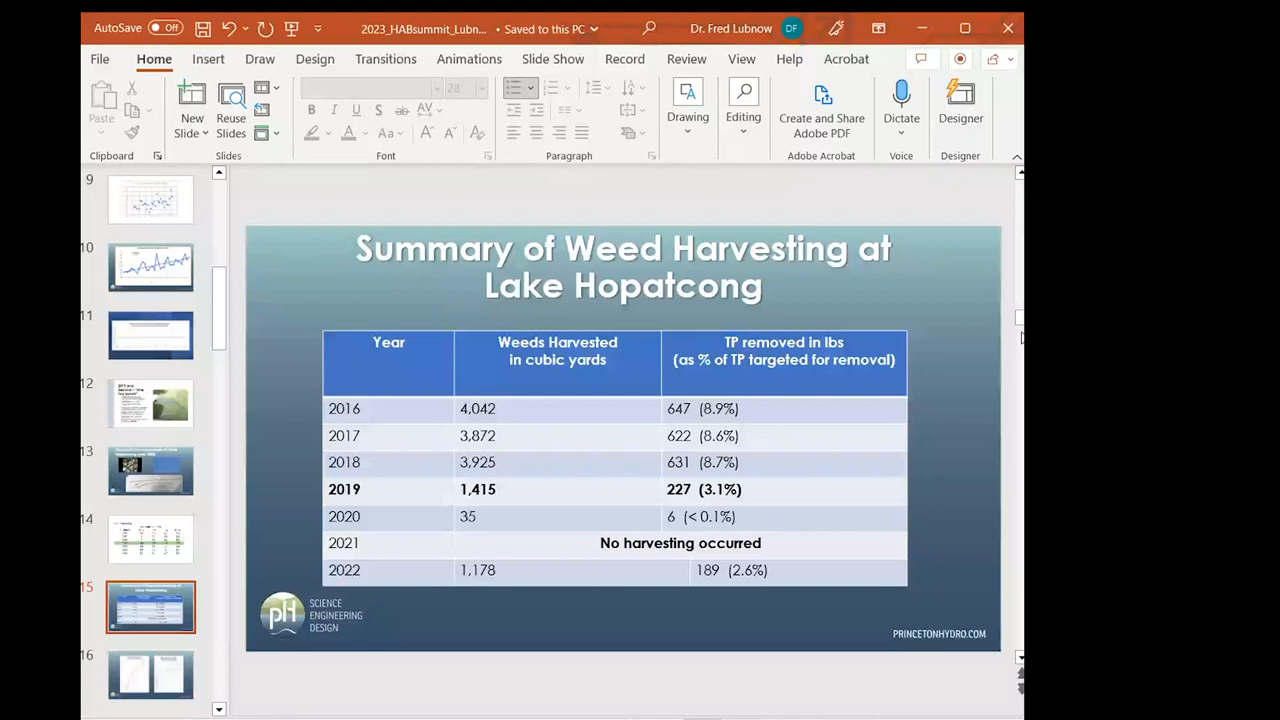 AutoSave Off 2023_HABsummit_Lubn... • Saved to this PC Dr. Fred Lubnow DF
File Home Insert Draw Design Transitions Animations Slide Show Record Review View Help Acrobat
Paste
New Slide
Reuse Slides
28
B I U S ab AV
A Aa A A
Drawing
Editing
Create and Share Adobe PDF
Dictate
Designer
Clipboard Slides Font Paragraph Adobe Acrobat Voice Designer
9
10
11
12
13
14
15
16
Summary of Weed Harvesting at
Lake Hopatcong
Year Weeds Harvested in cubic yards TP removed in lbs (as % of TP targeted for removal)
2016 4,042 647 (8.9%)
2017 3,872 622 (8.6%)
2018 3,925 631 (8.7%)
2019 1,415 227 (3.1%)
2020 35 6 (< 0.1%)
2021 No harvesting occurred
2022 1,178 189 (2.6%)
pH
SCIENCE
ENGINEERING
DESIGN
PRINCETONHYDRO.COM